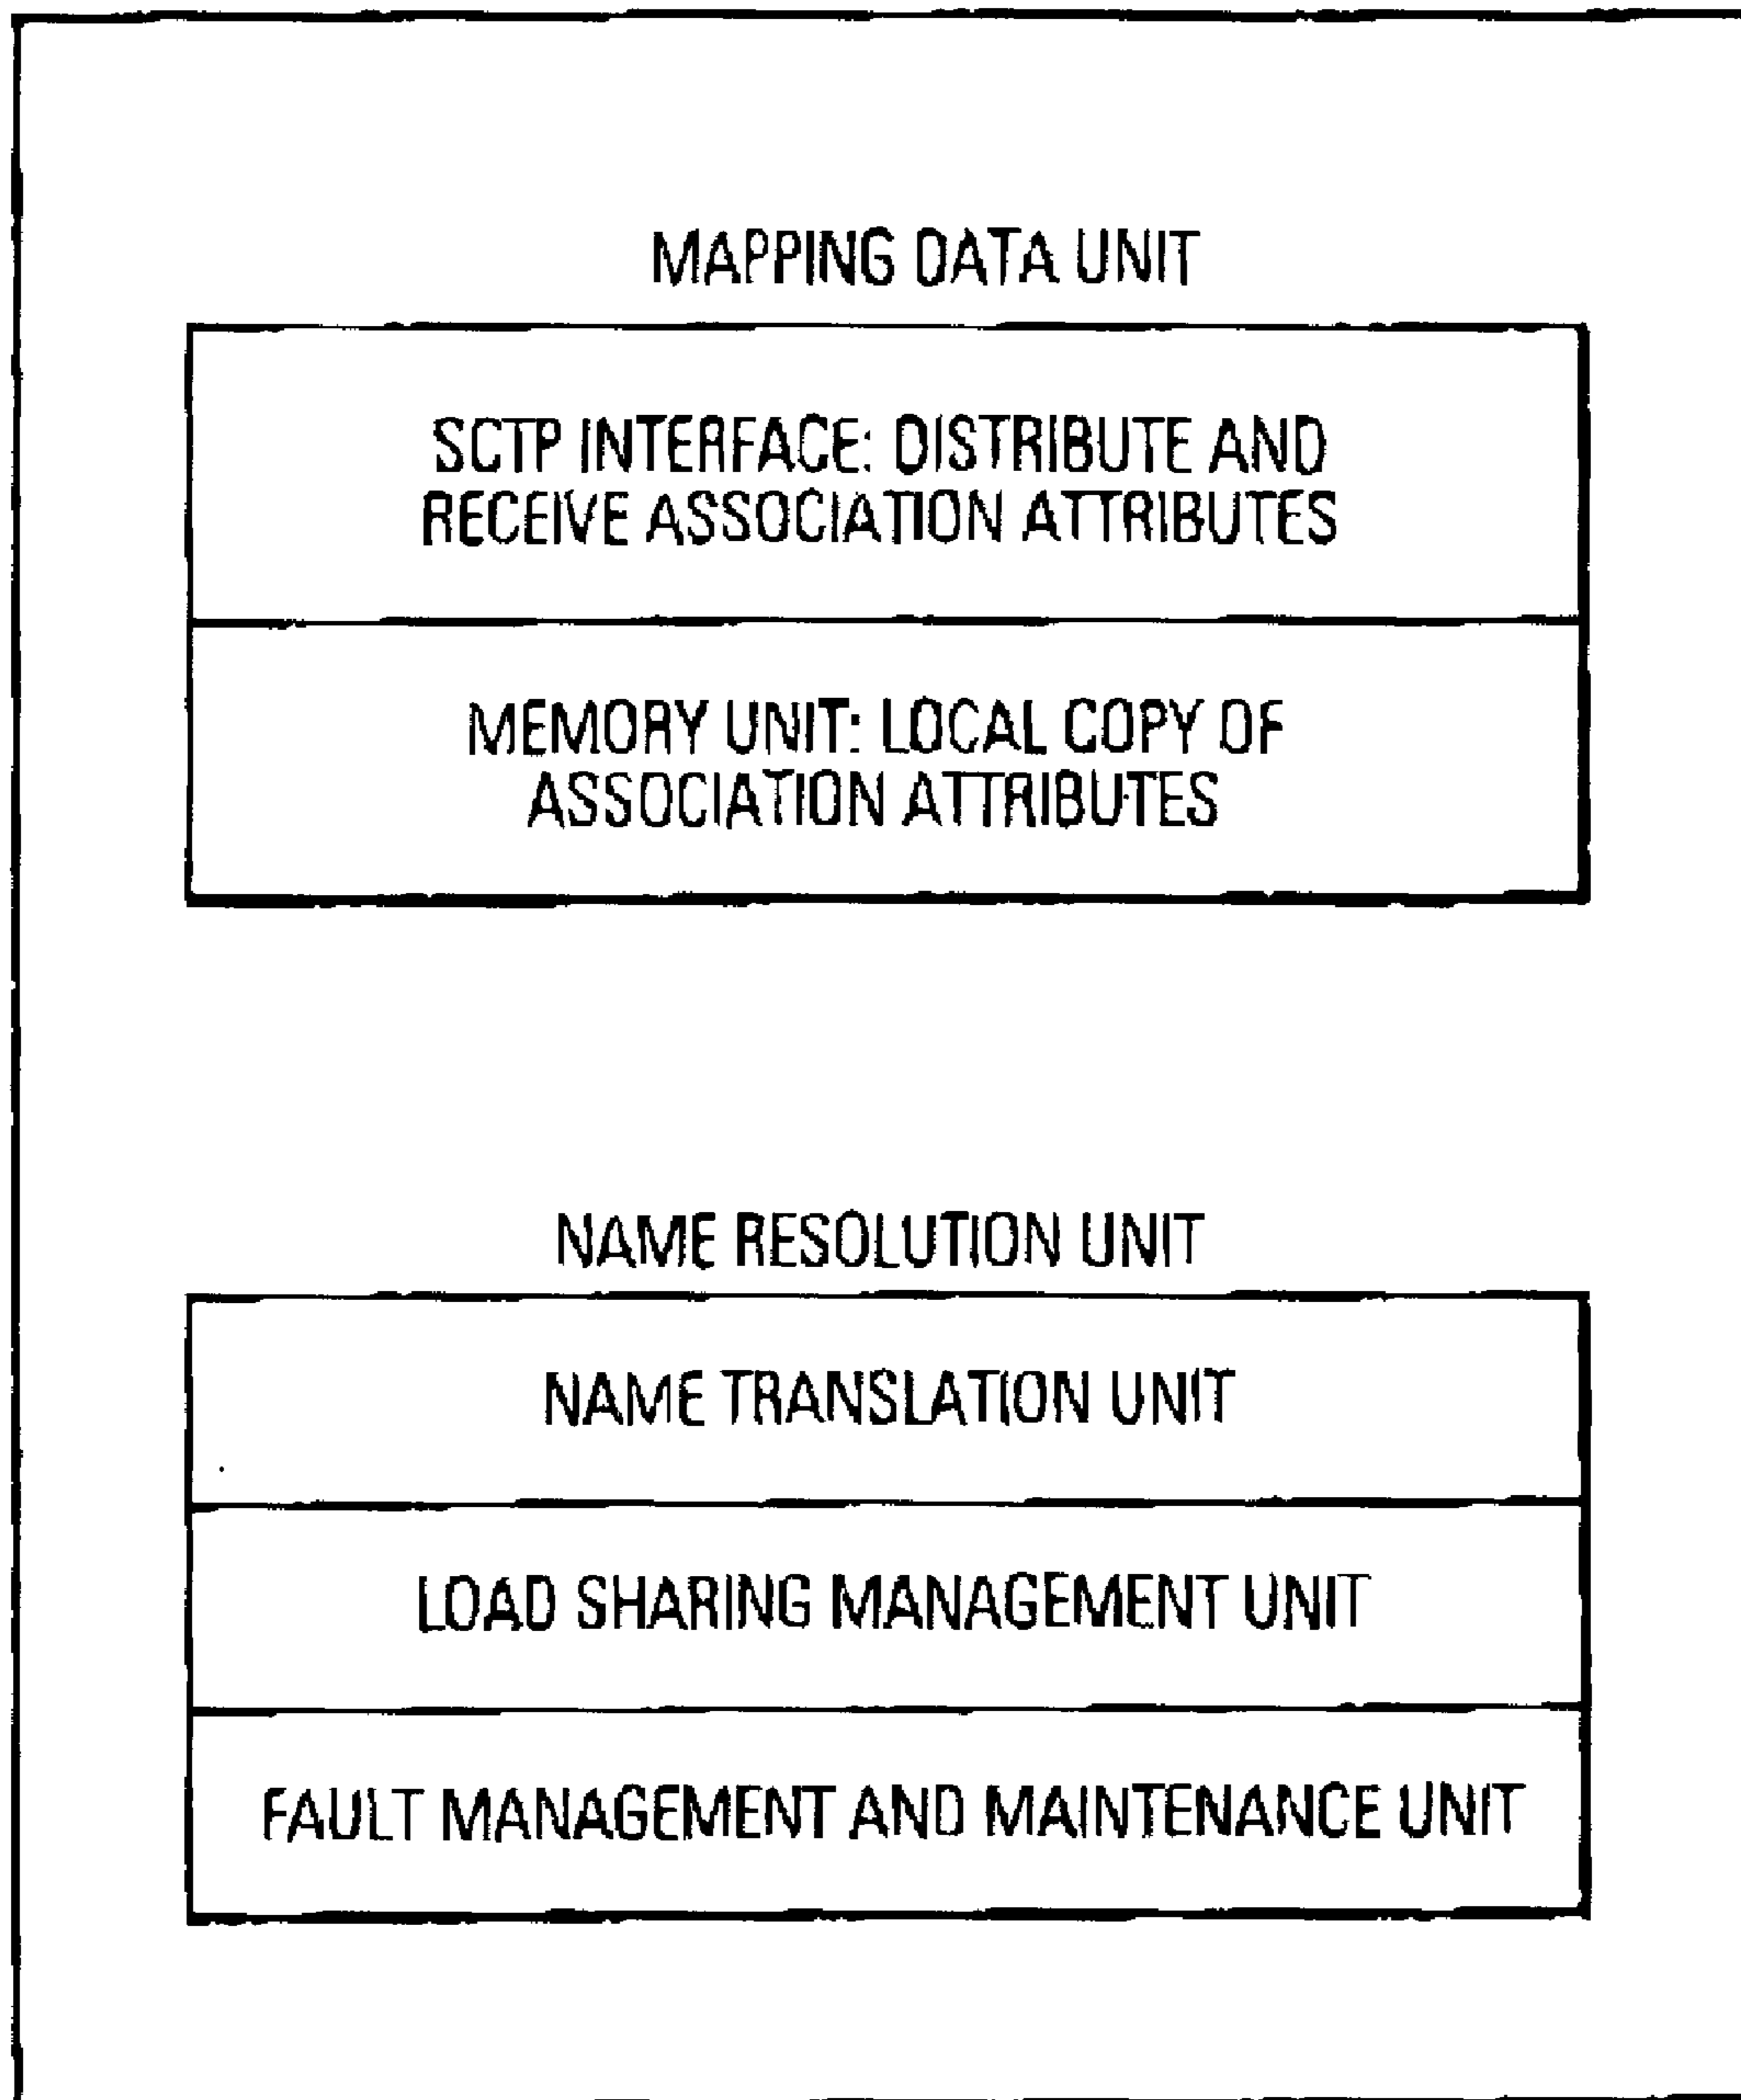 MAPPING DATA UNIT
SCTP INTERFACE: DISTRIBUTE AND
RECEIVE ASSOCIATION ATTRIBUTES
MEMORY UNIT: LOCAL COPY OF
ASSOCIATION ATTRIBUTES
NAME RESOLUTION UNIT
NAME TRANSLATION UNIT
LOAD SHARING MANAGEMENT UNIT
FAULT MANAGEMENT AND MAINTENANCE UNIT